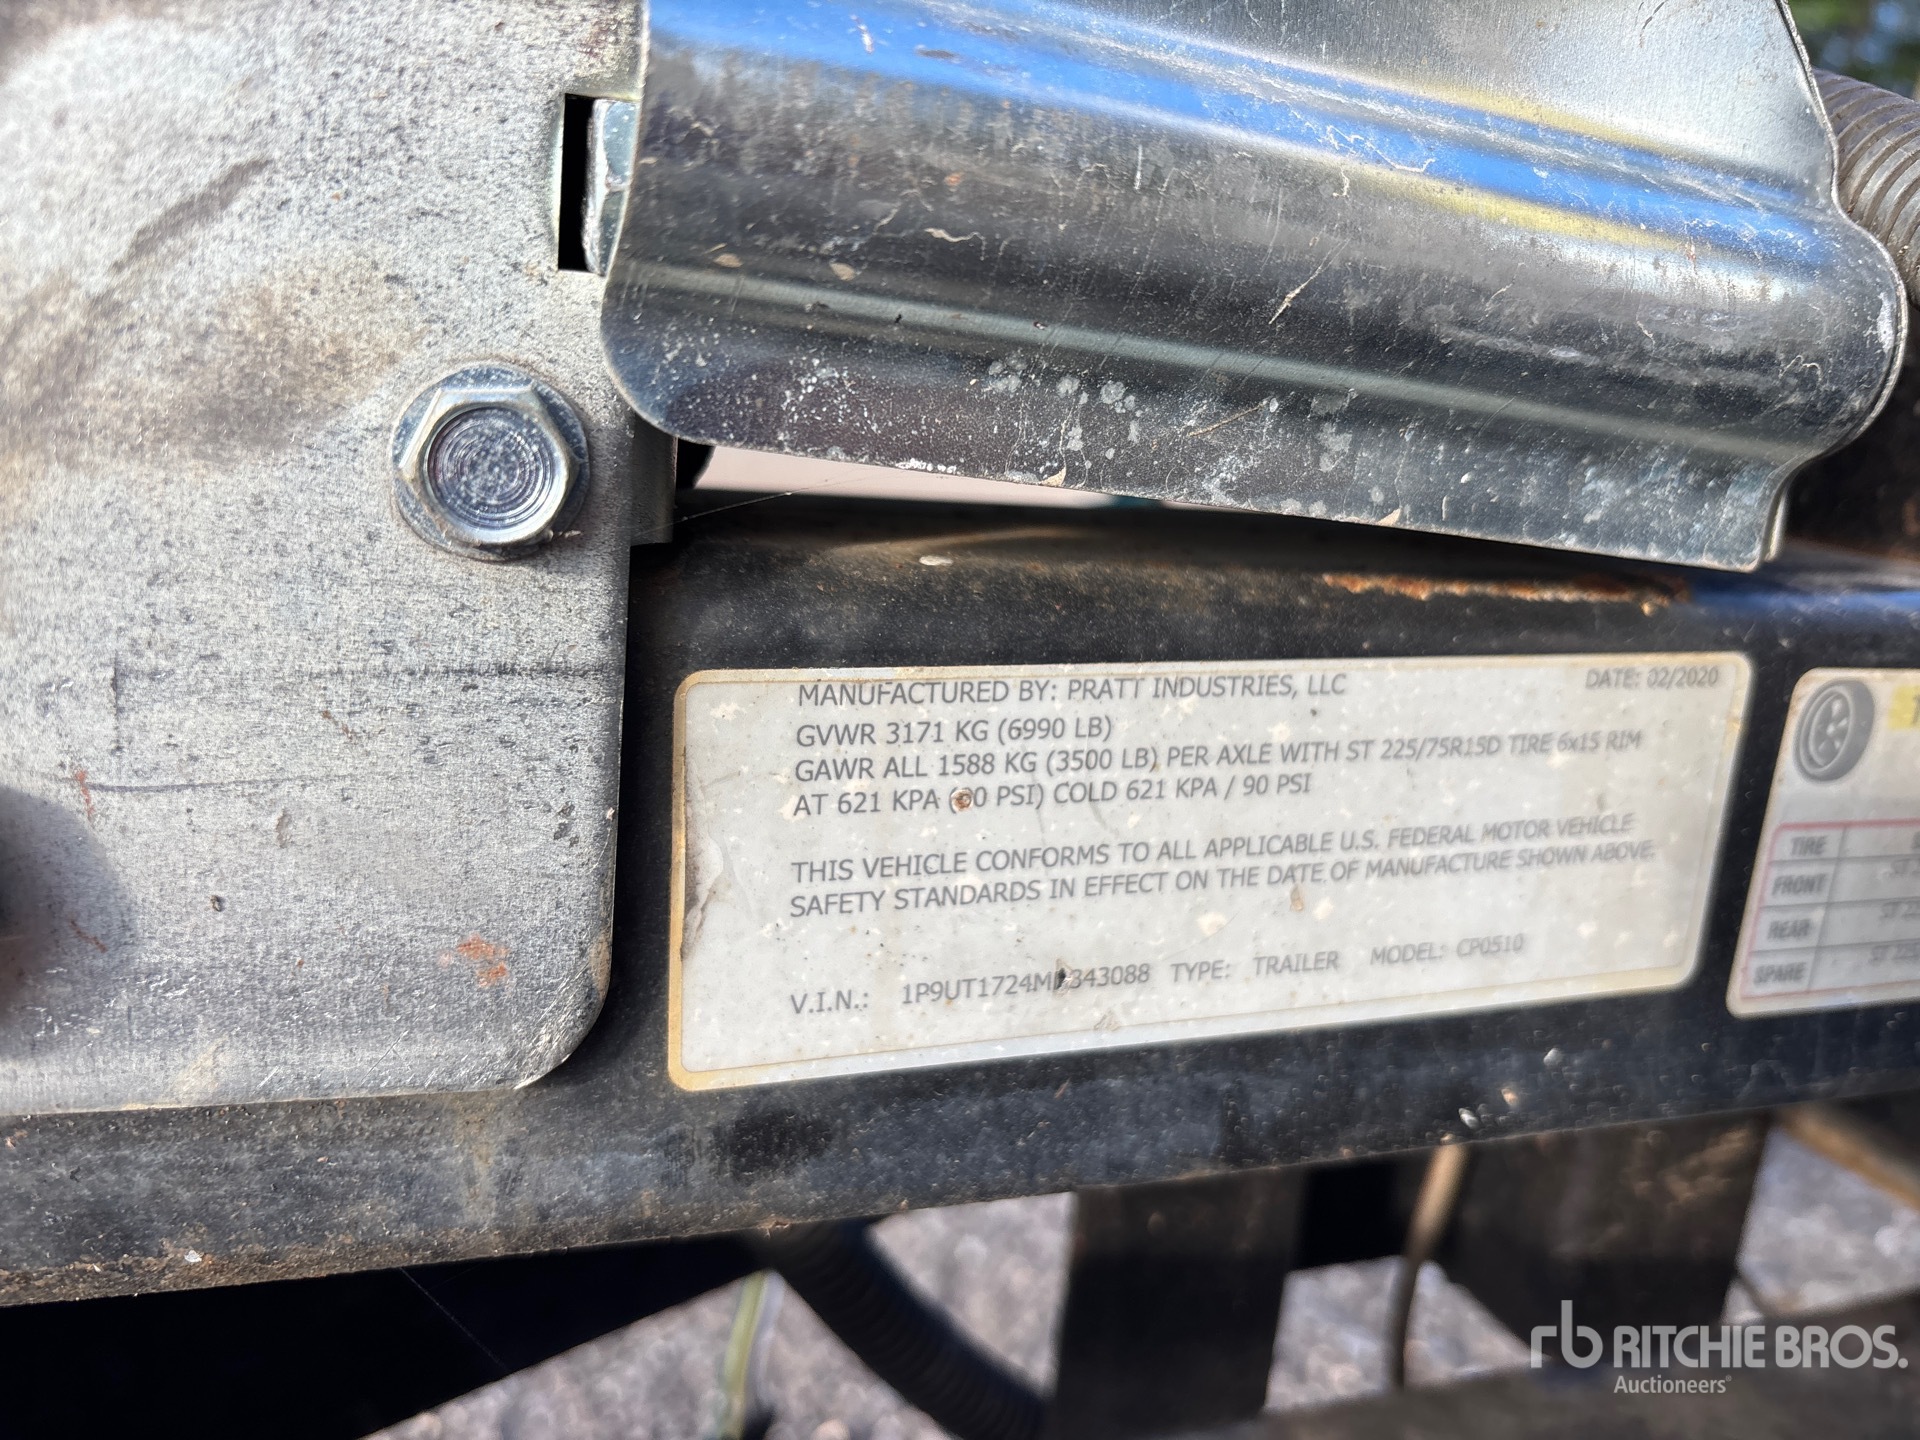 MANUFACTURED BY: PRATT INDUSTRIES, LLC
DATE: 02/2020
GVWR 3171 KG (6990 LB)
GAWR ALL 1588 KG (3500 LB) PER AXLE WITH ST 225/75R15D TIRE 6x15 RIM
AT 621 KPA (90 PSI) COLD 621 KPA / 90 PSI
THIS VEHICLE CONFORMS TO ALL APPLICABLE U.S. FEDERAL MOTOR VEHICLE
SAFETY STANDARDS IN EFFECT ON THE DATE OF MANUFACTURE SHOWN ABOVE.
V.I.N.: TYPE: TRAILER MODEL: CP0510
TIRE
FRONT
REAR
SPARE
rb RITCHIE BROS.
Auctioneers